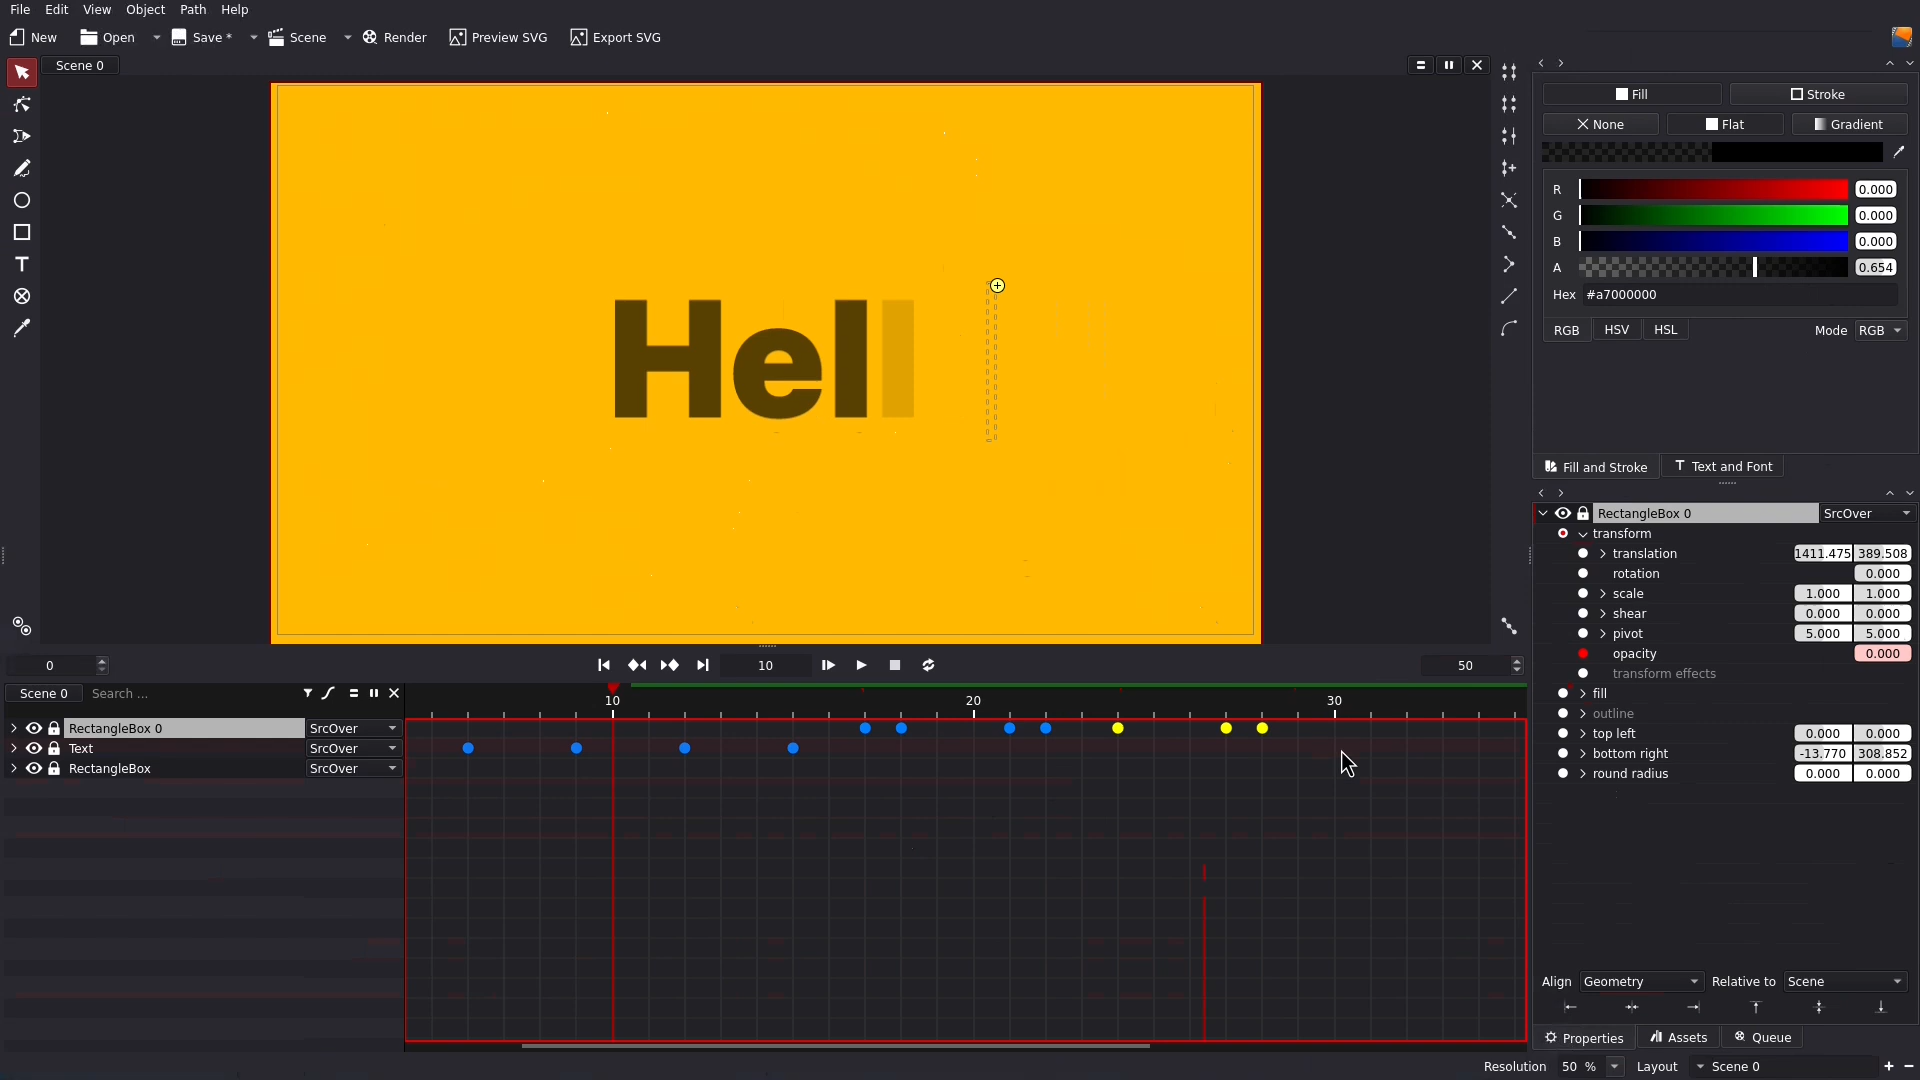 File Edit View Object Path Help
New Open Save * Scene Render Preview SVG Export SVG
Scene 0
Hell
Fill Stroke
None Flat Gradient
R 0.000
G 0.000
B 0.000
A 0.654
Hex #a7000000
RGB HSV HSL Mode RGB
Fill and Stroke Text and Font
RectangleBox 0 SrcOver
transform
translation 1411.475 389.508
rotation 0.000
scale 1.000 1.000
shear 0.000 0.000
pivot 5.000 5.000
opacity 0.000
transform effects
fill
outline
top left 0.000 0.000
bottom right -13.770 308.852
round radius 0.000 0.000
Align Geometry Relative to Scene
Properties Assets Queue
0 10 50
Scene 0 Search ...
10 20 30
RectangleBox 0 SrcOver
Text SrcOver
RectangleBox SrcOver
Resolution 50 % Layout Scene 0